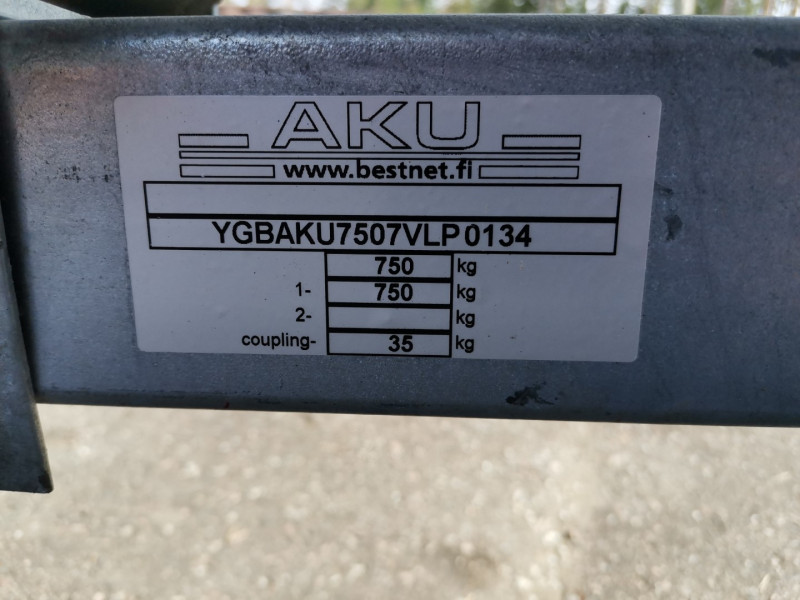 AKU
www.bestnet.fi
YGBAKU7507VLP0134
750 kg
1- 750 kg
2- kg
coupling- 35 kg